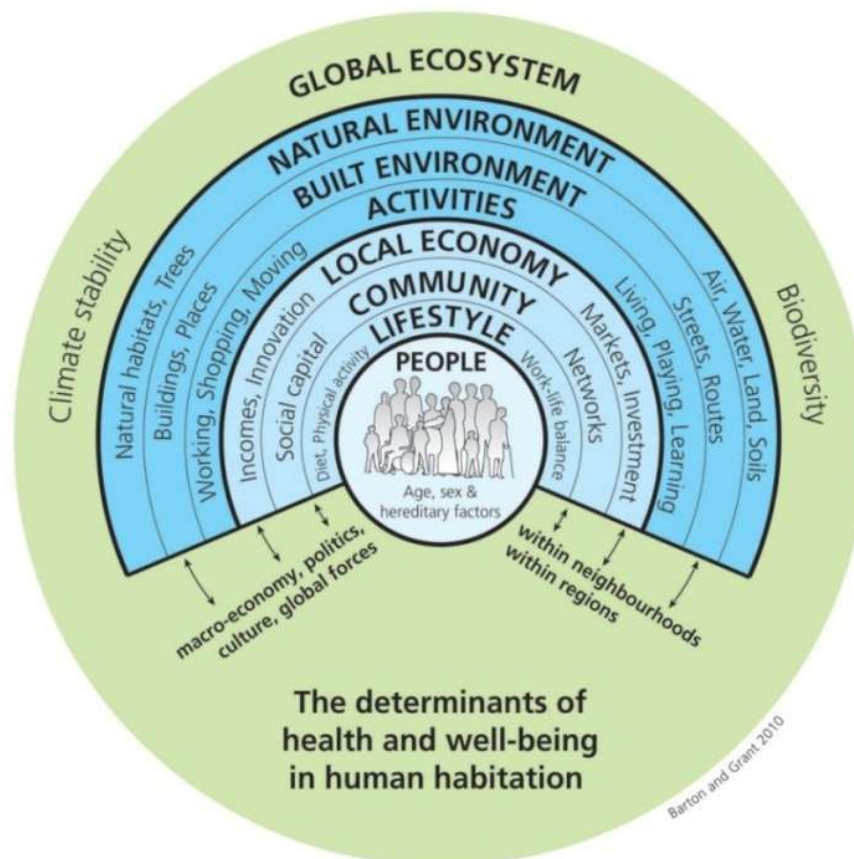 GLOBAL ECOSYSTEM
NATURAL ENVIRONMENT
BUILT ENVIRONMENT
ACTIVITIES
LOCAL ECONOMY
COMMUNITY
LIFESTYLE
PEOPLE
Age, sex &
hereditary factors
Climate stability
Natural habitats, Trees
Buildings, Places
Working, Shopping, Moving
Incomes, Innovation
Social capital
Diet, Physical activity
Work-life balance
Networks
Markets, Investment
Living, Playing, Learning
Streets, Routes
Air, Water, Land, Soils
Biodiversity
macro-economy, politics,
culture, global forces
within neighbourhoods
within regions
The determinants of
health and well-being
in human habitation
Barton and Grant 2010